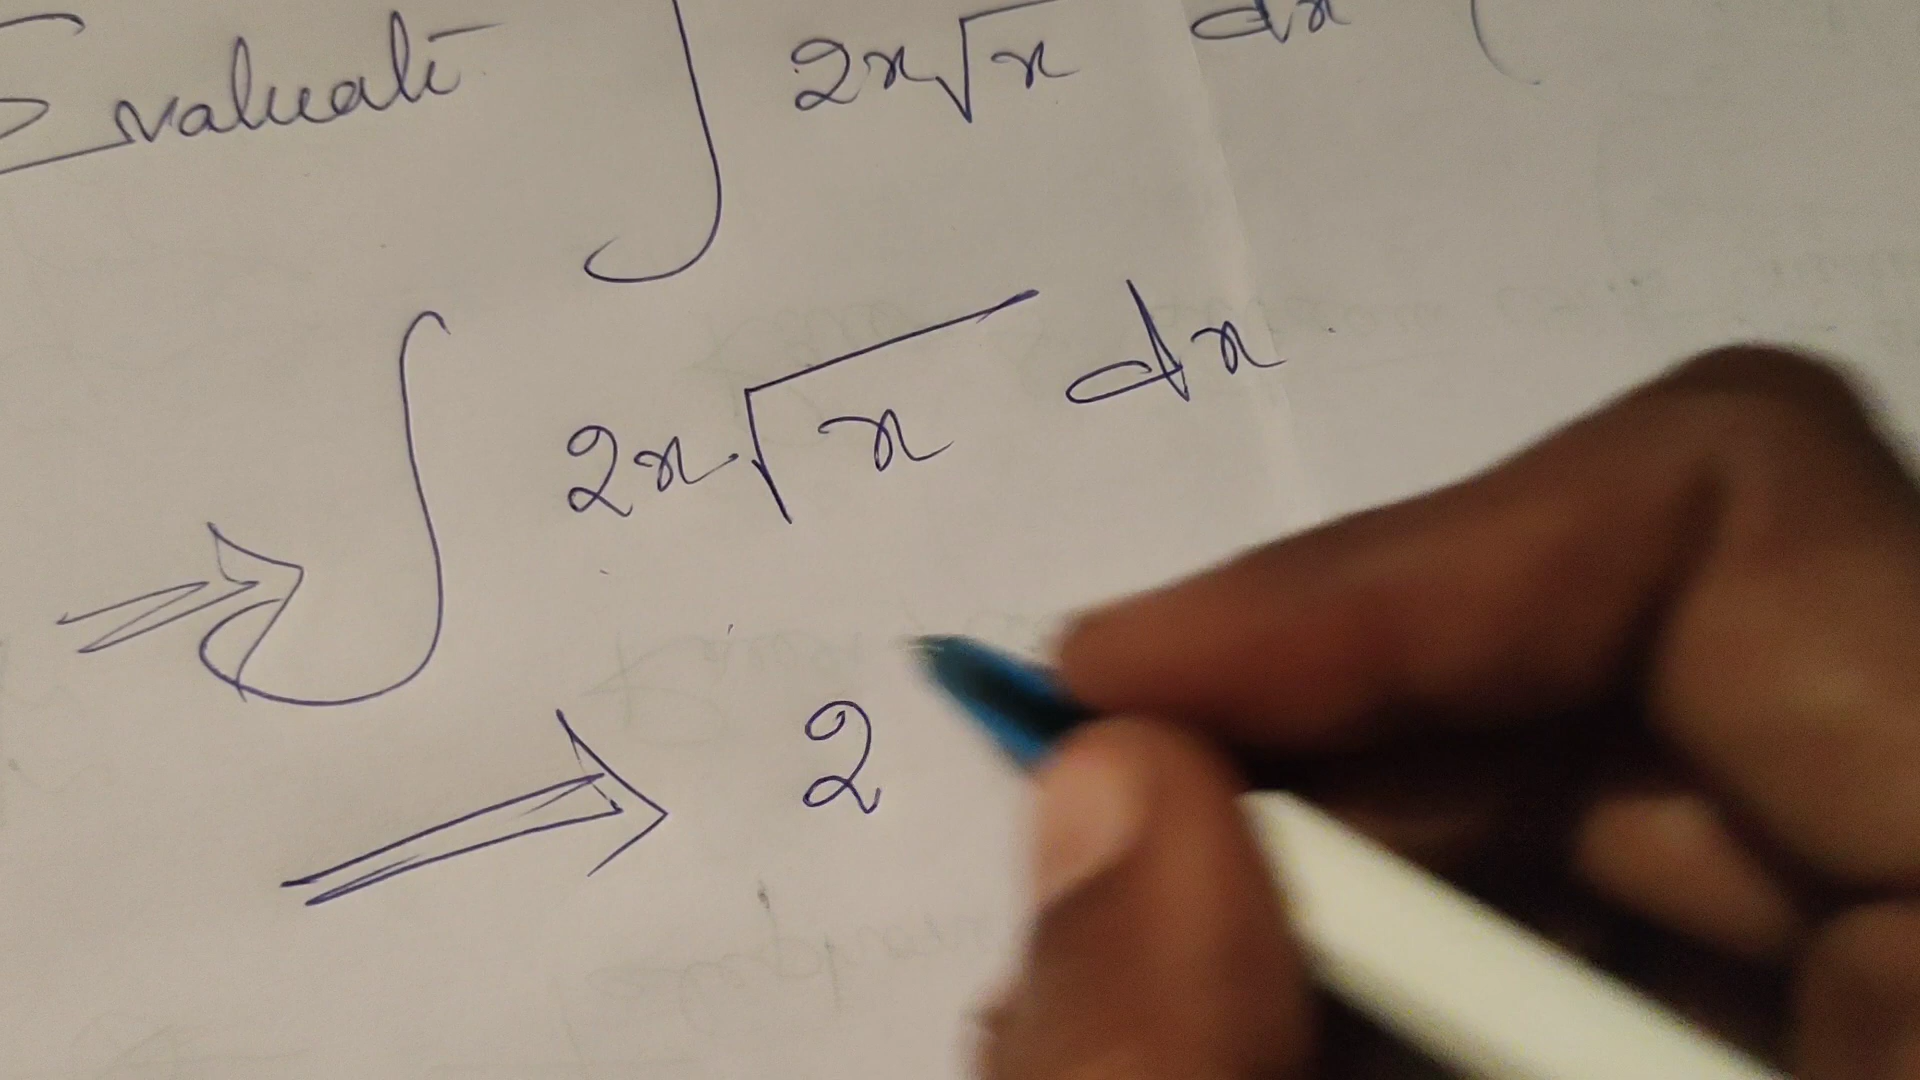 Evaluate ∫ 2x√x dx (
⇒ ∫ 2x√x dx
⇒ 2